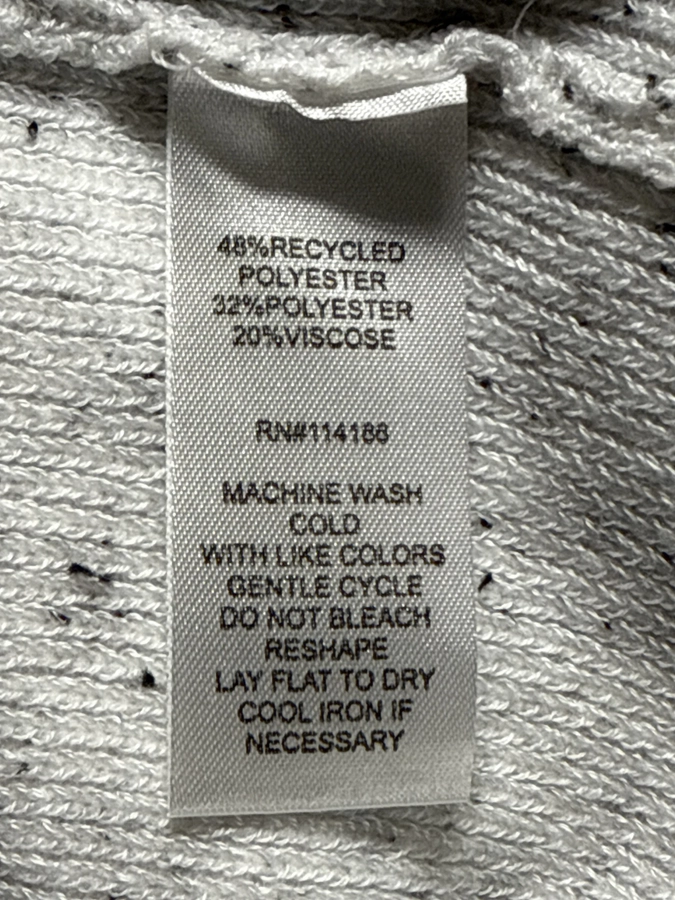 48%RECYCLED
POLYESTER
32%POLYESTER
20%VISCOSE
RN#114186
MACHINE WASH
COLD
WITH LIKE COLORS
GENTLE CYCLE
DO NOT BLEACH
RESHAPE
LAY FLAT TO DRY
COOL IRON IF
NECESSARY